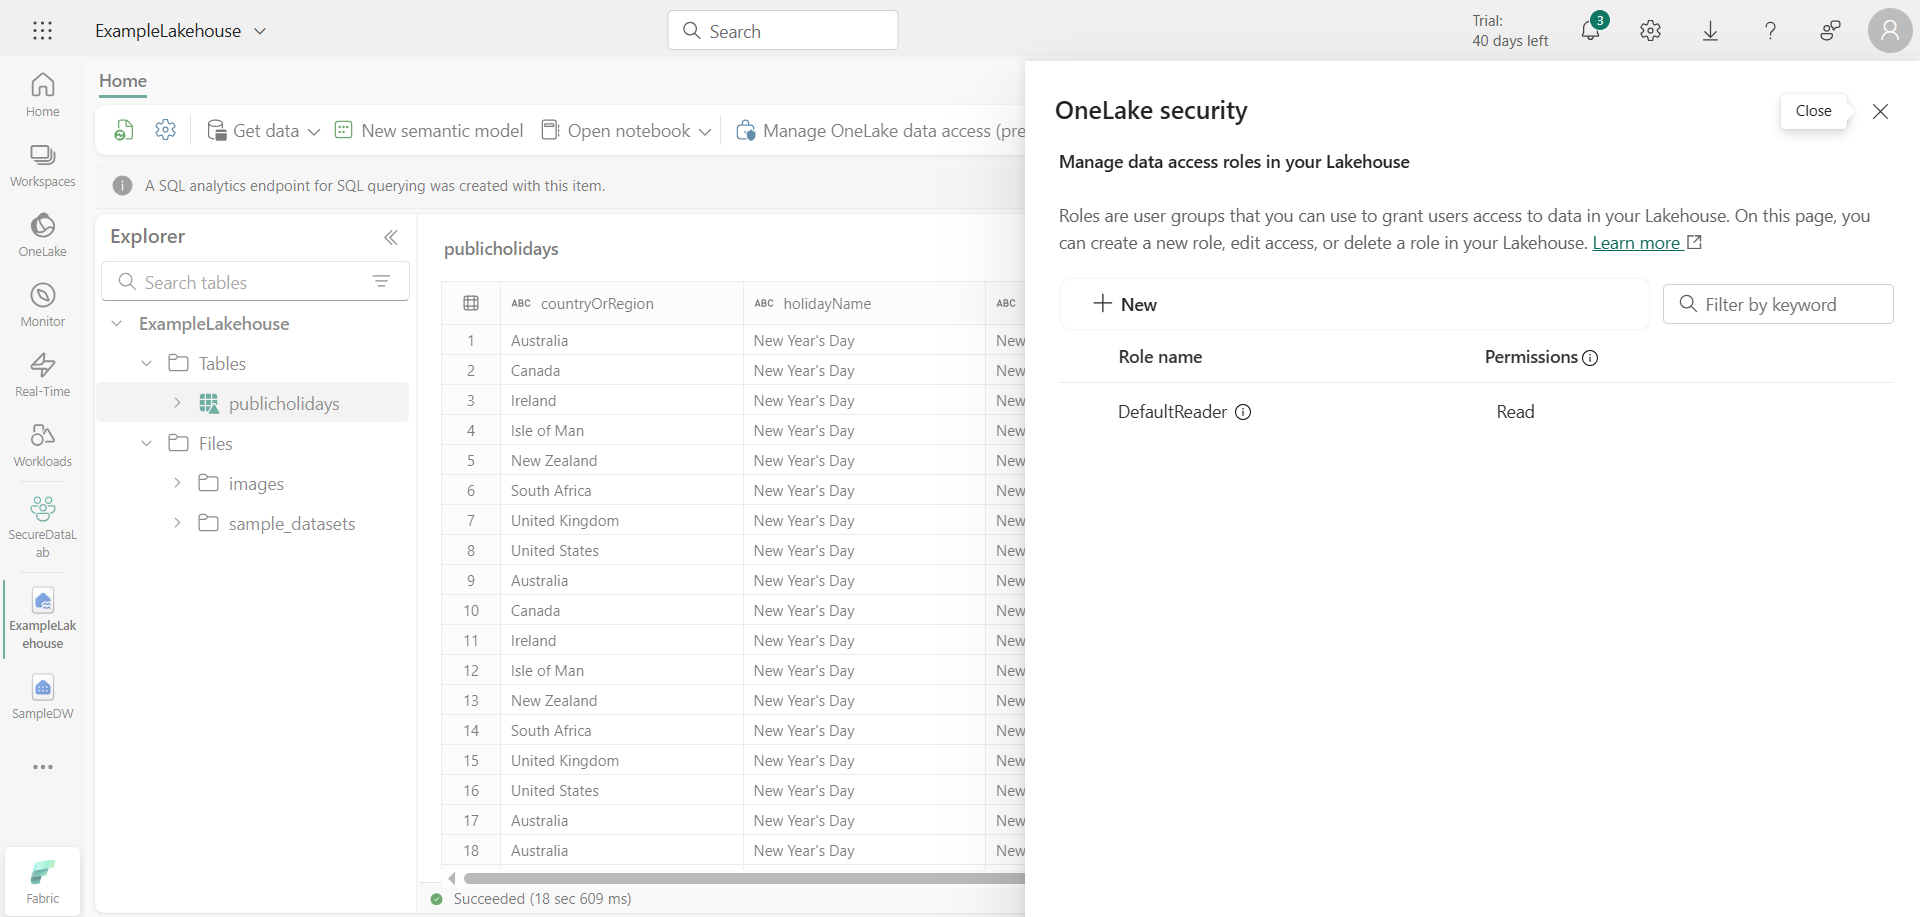 ExampleLakehouse
Search
Trial:
40 days left
3
Home
Workspaces
OneLake
Monitor
Real-Time
Workloads
SecureDataL
ab
ExampleLak
ehouse
SampleDW
Fabric
Home
Get data
New semantic model
Open notebook
Manage OneLake data access (pre
A SQL analytics endpoint for SQL querying was created with this item.
Explorer
Search tables
ExampleLakehouse
Tables
publicholidays
Files
images
sample_datasets
publicholidays
ABC countryOrRegion ABC holidayName ABC
1 Australia New Year's Day New
2 Canada New Year's Day New
3 Ireland New Year's Day New
4 Isle of Man New Year's Day New
5 New Zealand New Year's Day New
6 South Africa New Year's Day New
7 United Kingdom New Year's Day New
8 United States New Year's Day New
9 Australia New Year's Day New
10 Canada New Year's Day New
11 Ireland New Year's Day New
12 Isle of Man New Year's Day New
13 New Zealand New Year's Day New
14 South Africa New Year's Day New
15 United Kingdom New Year's Day New
16 United States New Year's Day New
17 Australia New Year's Day New
18 Australia New Year's Day New
Succeeded (18 sec 609 ms)
OneLake security
Close
Manage data access roles in your Lakehouse
Roles are user groups that you can use to grant users access to data in your Lakehouse. On this page, you
can create a new role, edit access, or delete a role in your Lakehouse. Learn more
New
Filter by keyword
Role name Permissions
DefaultReader Read